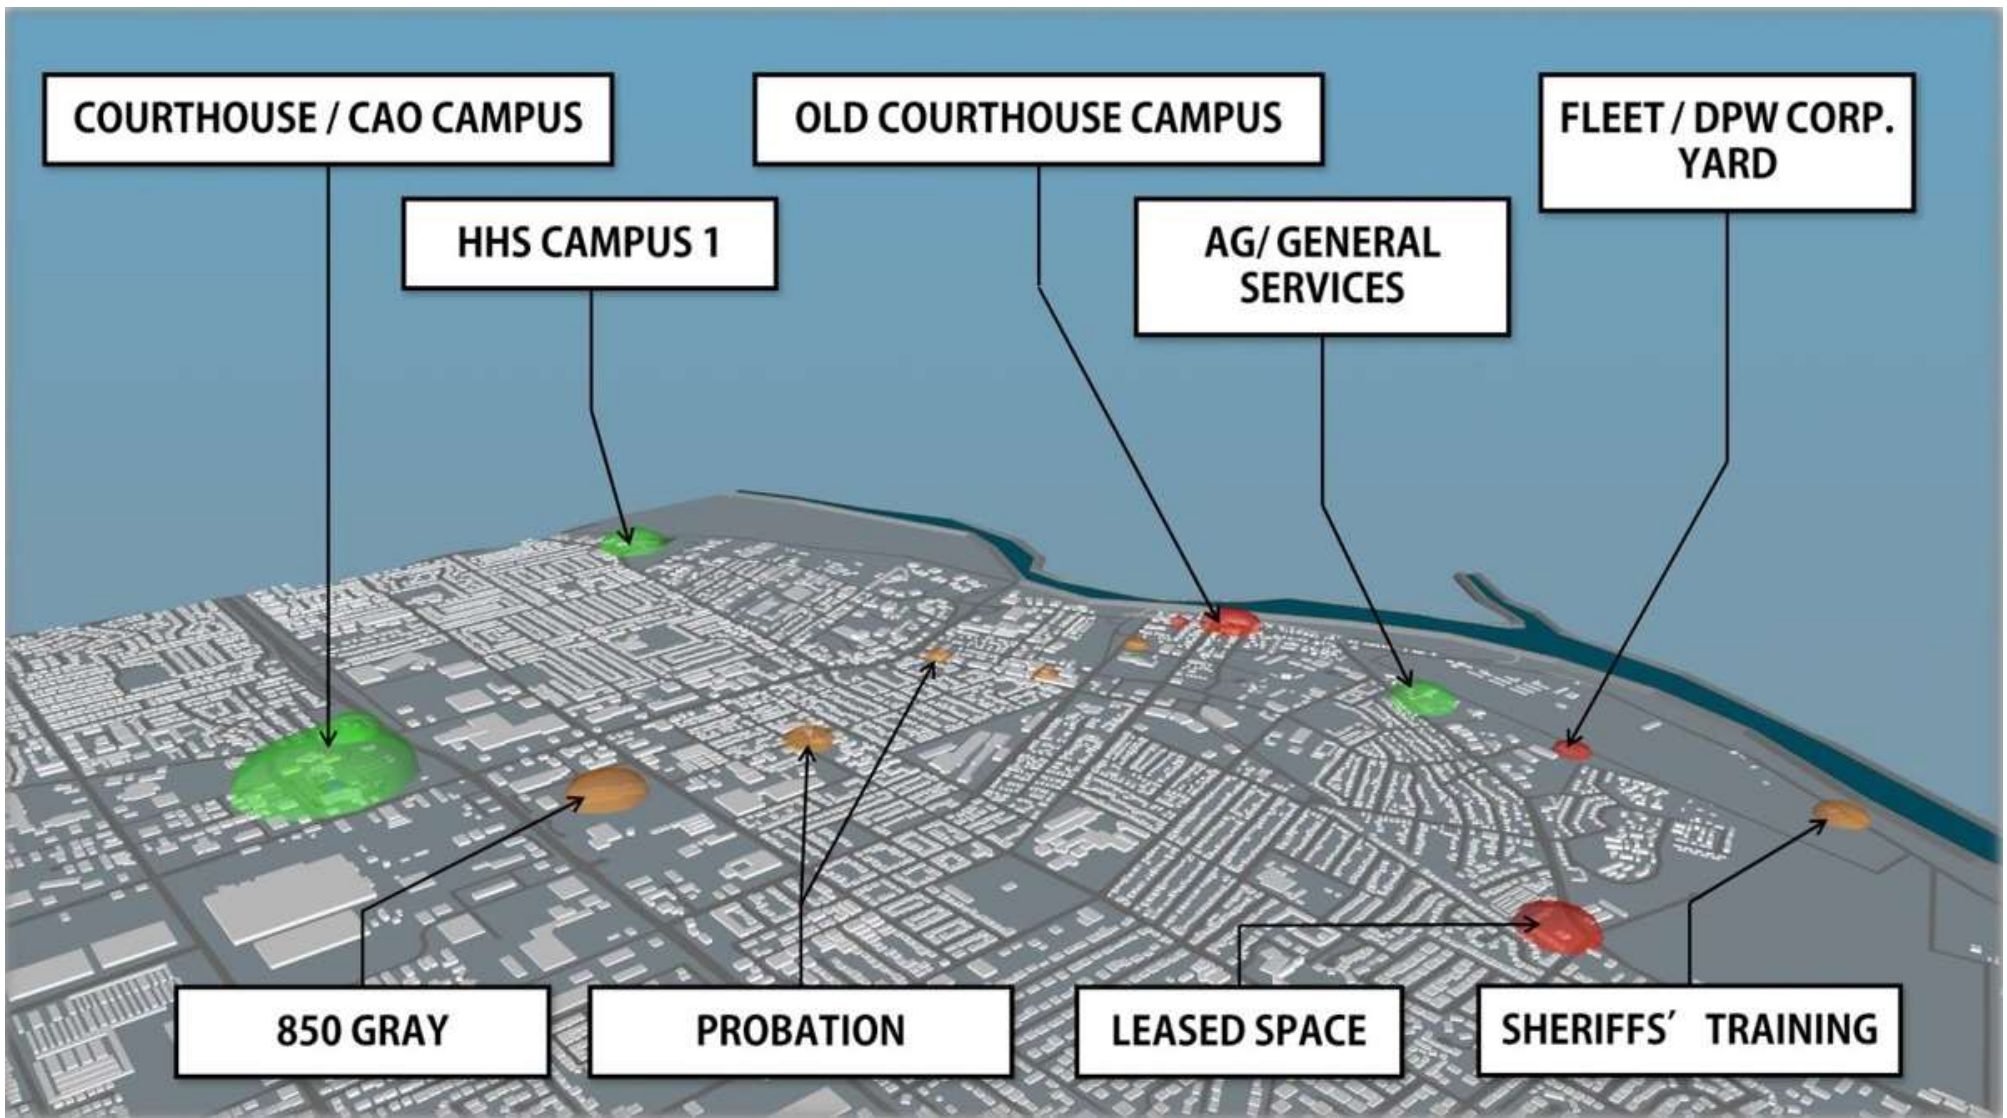 COURTHOUSE / CAO CAMPUS
OLD COURTHOUSE CAMPUS
FLEET / DPW CORP.
YARD
HHS CAMPUS 1
AG/ GENERAL
SERVICES
850 GRAY
PROBATION
LEASED SPACE
SHERIFFS´ TRAINING